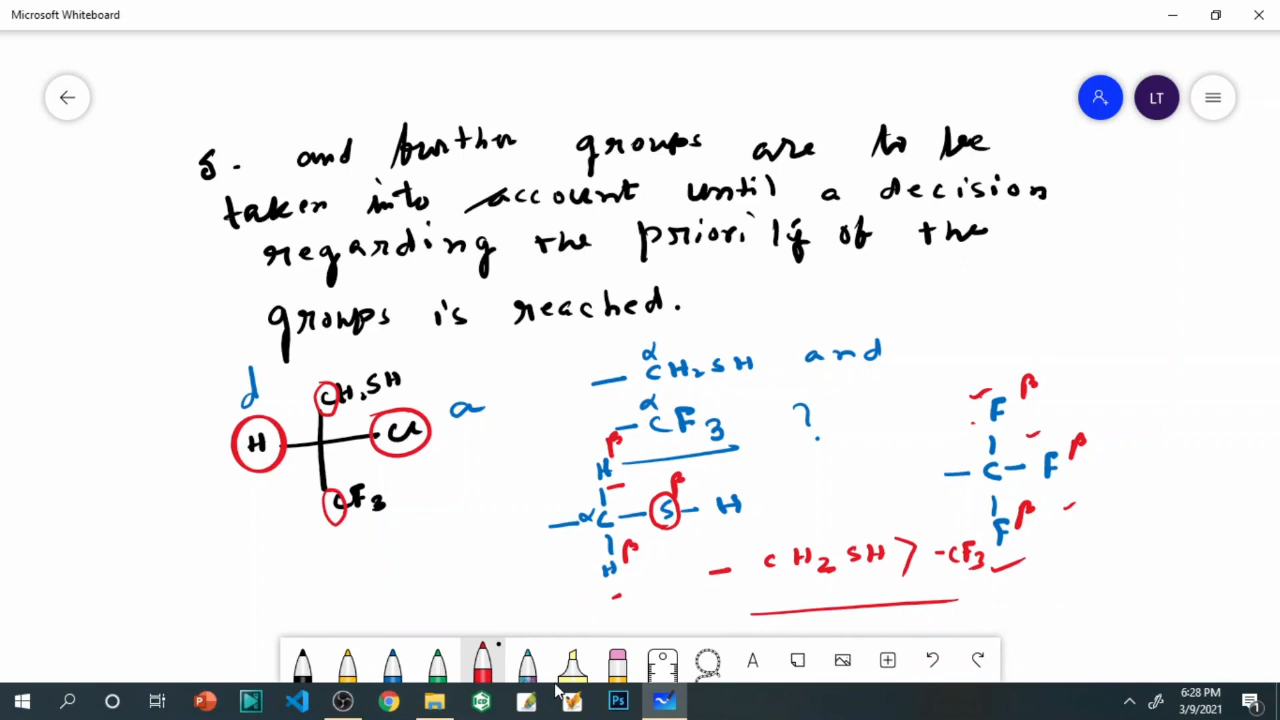 Microsoft Whiteboard
LT
5. and further groups are to be
taken into account until a decision
regarding the priority of the
groups is reached.
d
CH₂SH
H
Cl
a
CF₃
α
— CH₂SH and
α
— CF₃ ?
β
H
β
— α C — S — H
H β
F β
— C — F β
F β
— CH₂SH > -CF₃
A
6:28 PM
3/9/2021